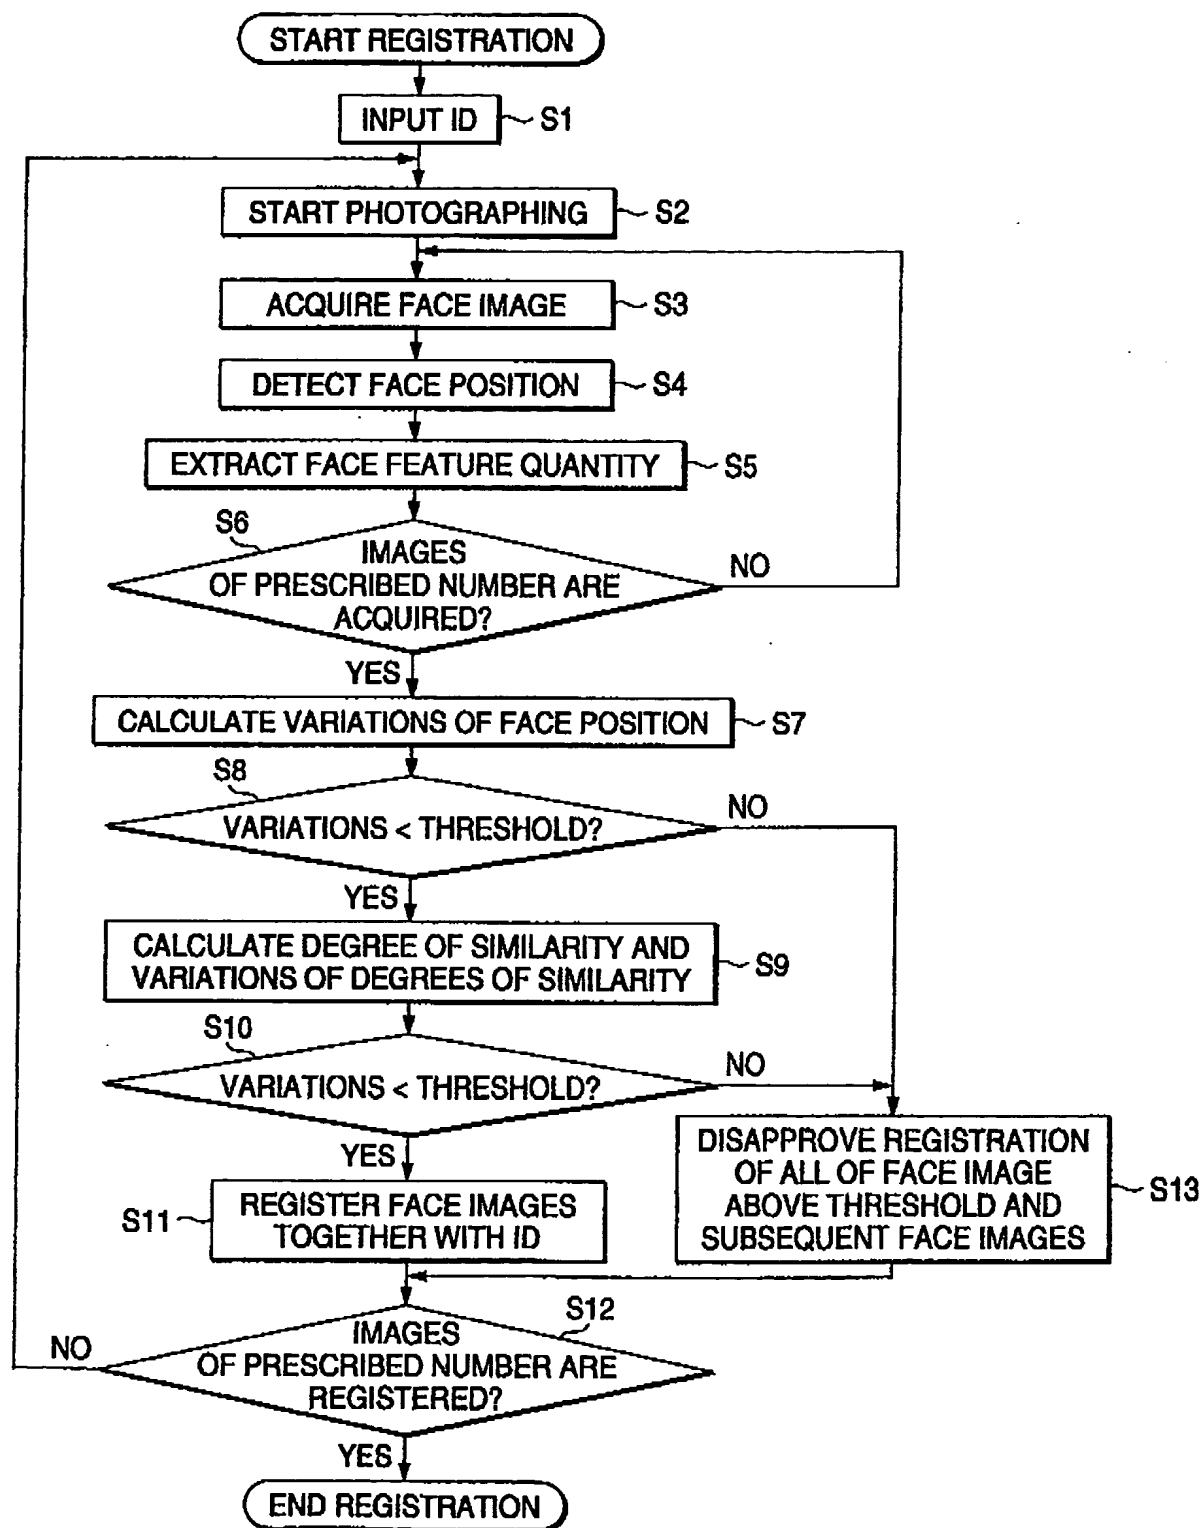 START REGISTRATION
INPUT ID
S1
START PHOTOGRAPHING
S2
ACQUIRE FACE IMAGE
S3
DETECT FACE POSITION
S4
EXTRACT FACE FEATURE QUANTITY
S5
S6
IMAGES
OF PRESCRIBED NUMBER ARE
ACQUIRED?
NO
YES
CALCULATE VARIATIONS OF FACE POSITION
S7
S8
VARIATIONS < THRESHOLD?
NO
YES
CALCULATE DEGREE OF SIMILARITY AND
VARIATIONS OF DEGREES OF SIMILARITY
S9
S10
VARIATIONS < THRESHOLD?
NO
YES
S11
REGISTER FACE IMAGES
TOGETHER WITH ID
DISAPPROVE REGISTRATION
OF ALL OF FACE IMAGE
ABOVE THRESHOLD AND
SUBSEQUENT FACE IMAGES
S13
S12
IMAGES
OF PRESCRIBED NUMBER ARE
REGISTERED?
NO
YES
END REGISTRATION